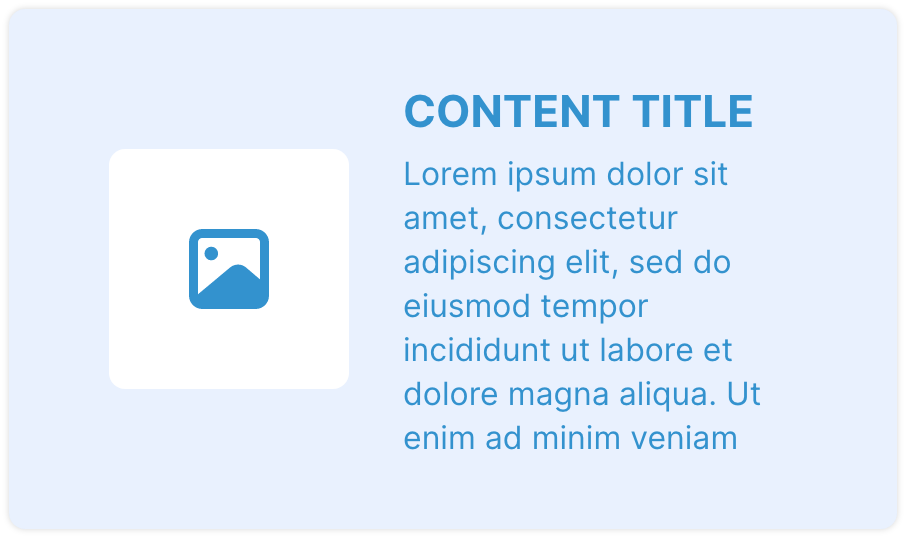 CONTENT TITLE
Lorem ipsum dolor sit
amet, consectetur
adipiscing elit, sed do
eiusmod tempor
incididunt ut labore et
dolore magna aliqua. Ut
enim ad minim veniam